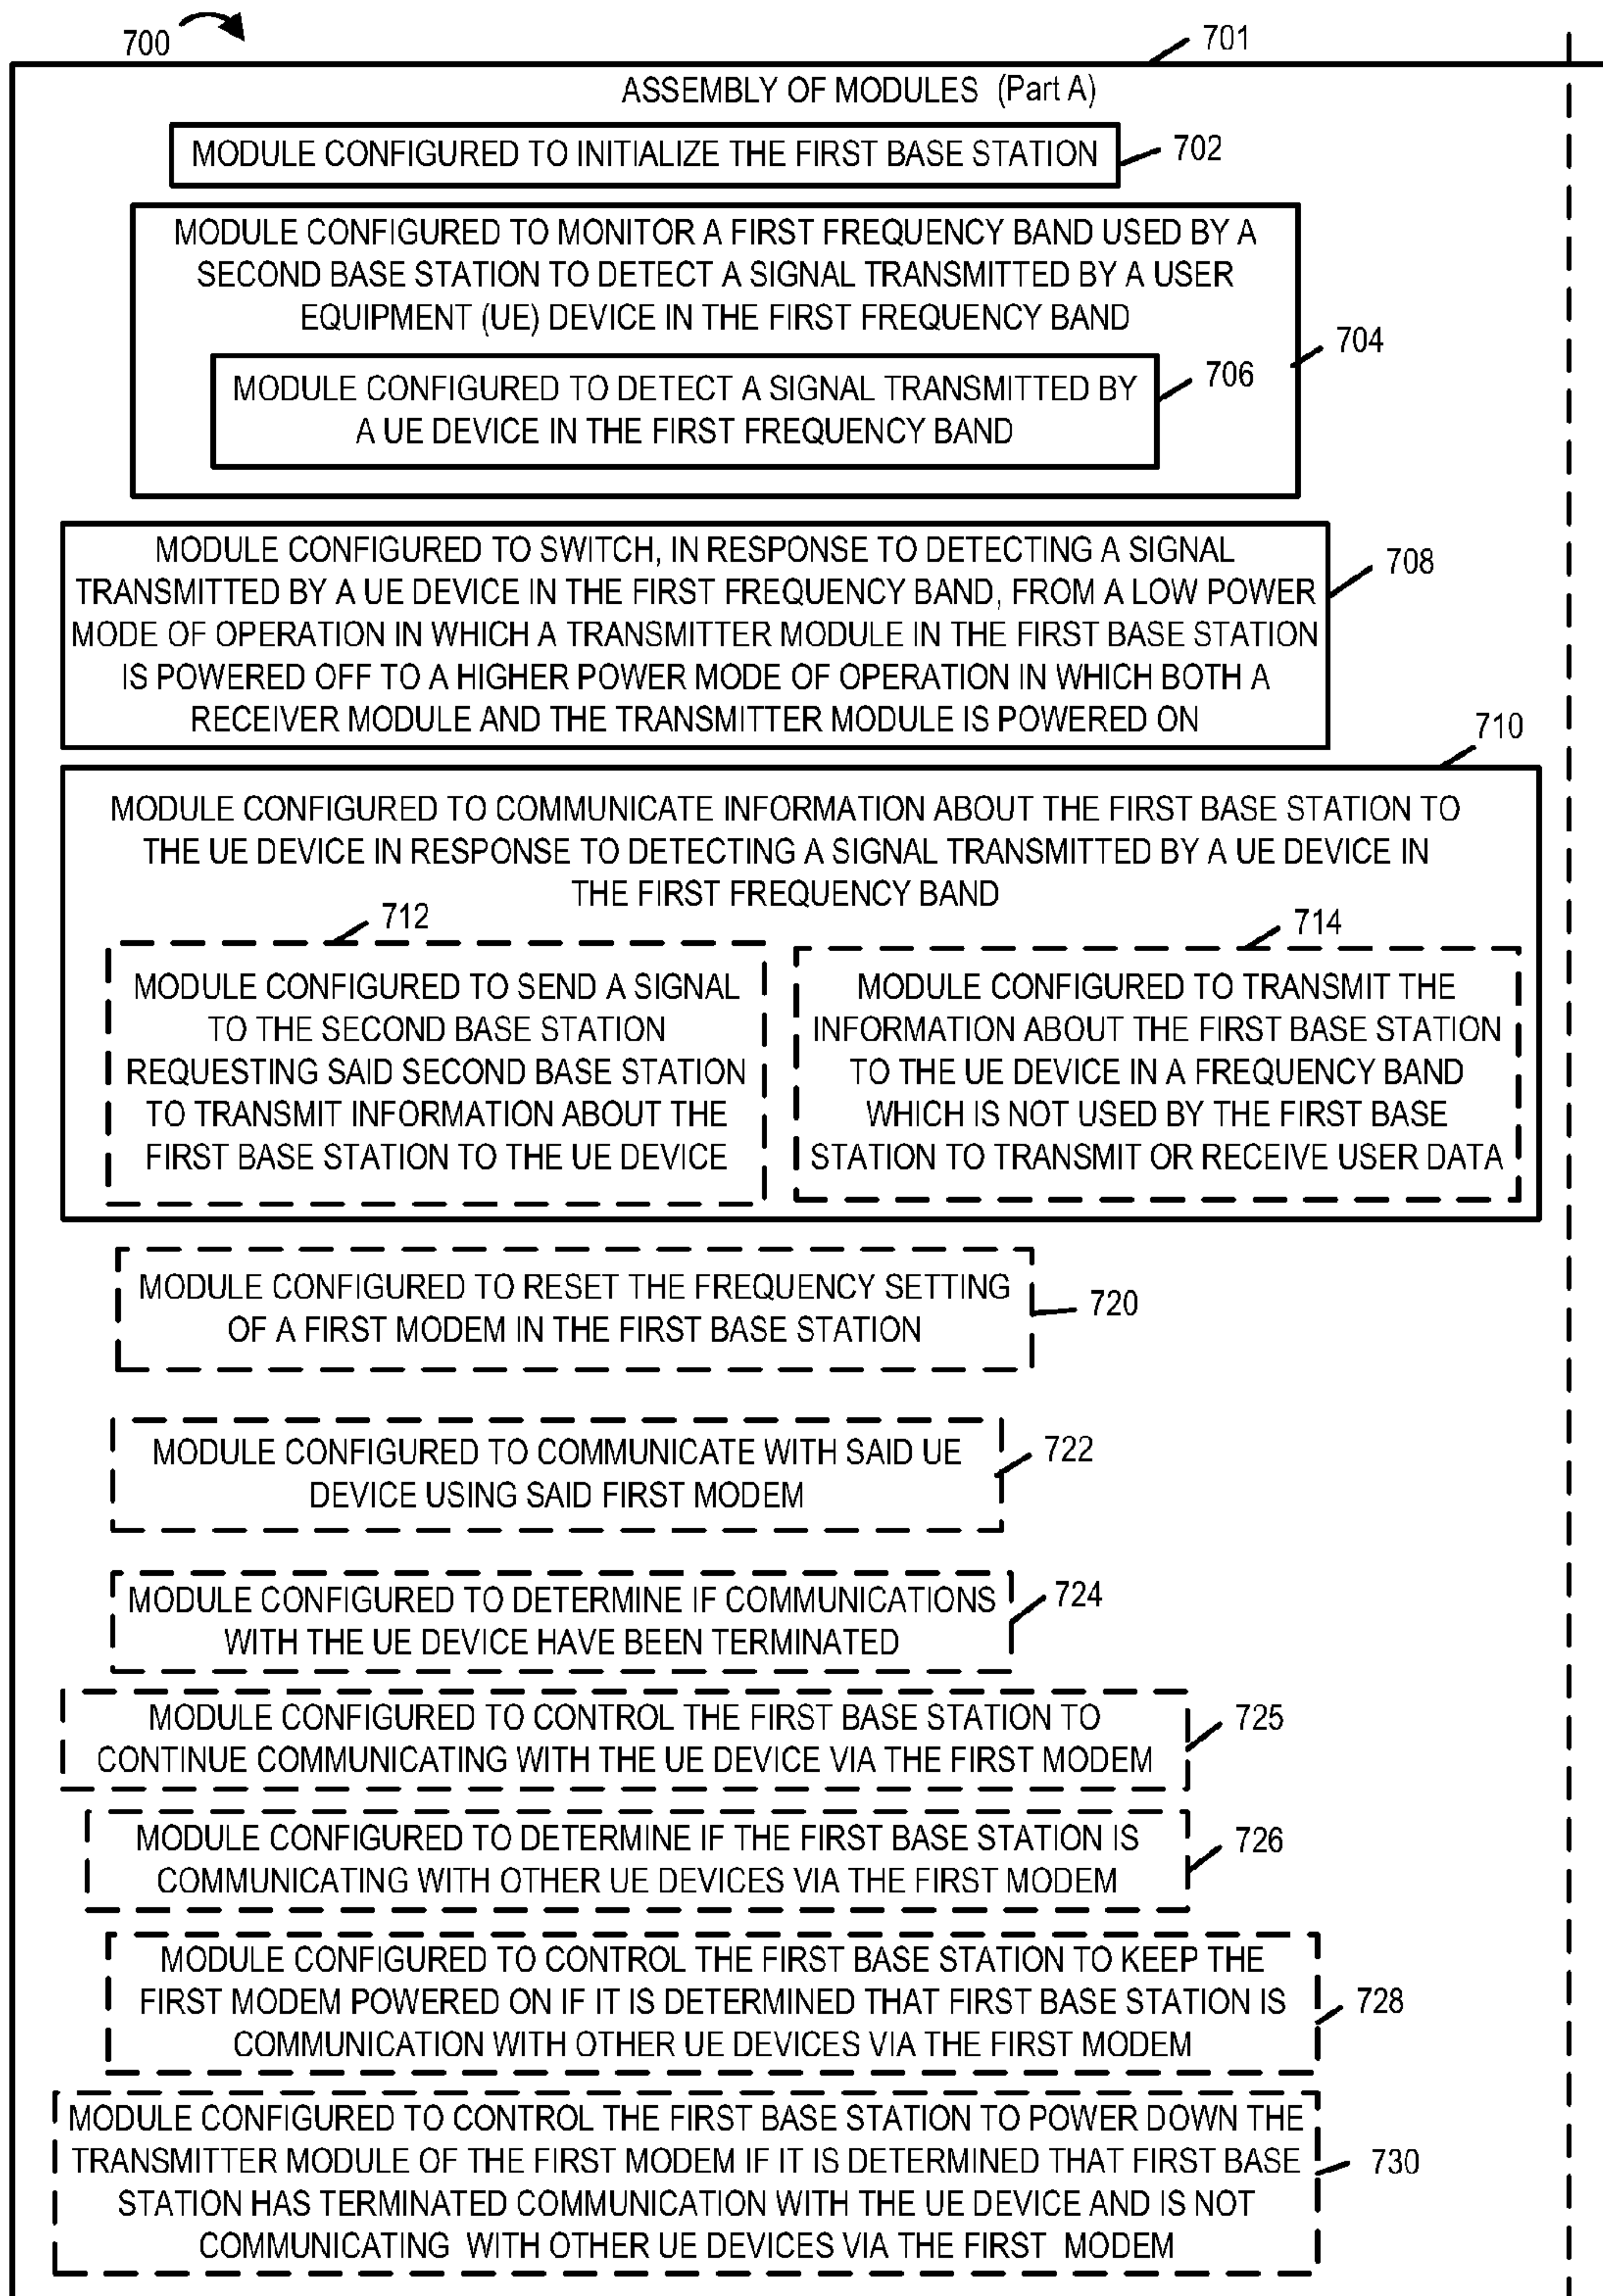 700
701
ASSEMBLY OF MODULES (Part A)
MODULE CONFIGURED TO INITIALIZE THE FIRST BASE STATION
702
MODULE CONFIGURED TO MONITOR A FIRST FREQUENCY BAND USED BY A
SECOND BASE STATION TO DETECT A SIGNAL TRANSMITTED BY A USER
EQUIPMENT (UE) DEVICE IN THE FIRST FREQUENCY BAND
704
MODULE CONFIGURED TO DETECT A SIGNAL TRANSMITTED BY
A UE DEVICE IN THE FIRST FREQUENCY BAND
706
MODULE CONFIGURED TO SWITCH, IN RESPONSE TO DETECTING A SIGNAL
TRANSMITTED BY A UE DEVICE IN THE FIRST FREQUENCY BAND, FROM A LOW POWER
MODE OF OPERATION IN WHICH A TRANSMITTER MODULE IN THE FIRST BASE STATION
IS POWERED OFF TO A HIGHER POWER MODE OF OPERATION IN WHICH BOTH A
RECEIVER MODULE AND THE TRANSMITTER MODULE IS POWERED ON
708
710
MODULE CONFIGURED TO COMMUNICATE INFORMATION ABOUT THE FIRST BASE STATION TO
THE UE DEVICE IN RESPONSE TO DETECTING A SIGNAL TRANSMITTED BY A UE DEVICE IN
THE FIRST FREQUENCY BAND
712
MODULE CONFIGURED TO SEND A SIGNAL
TO THE SECOND BASE STATION
REQUESTING SAID SECOND BASE STATION
TO TRANSMIT INFORMATION ABOUT THE
FIRST BASE STATION TO THE UE DEVICE
714
MODULE CONFIGURED TO TRANSMIT THE
INFORMATION ABOUT THE FIRST BASE STATION
TO THE UE DEVICE IN A FREQUENCY BAND
WHICH IS NOT USED BY THE FIRST BASE
STATION TO TRANSMIT OR RECEIVE USER DATA
MODULE CONFIGURED TO RESET THE FREQUENCY SETTING
OF A FIRST MODEM IN THE FIRST BASE STATION
720
MODULE CONFIGURED TO COMMUNICATE WITH SAID UE
DEVICE USING SAID FIRST MODEM
722
MODULE CONFIGURED TO DETERMINE IF COMMUNICATIONS
WITH THE UE DEVICE HAVE BEEN TERMINATED
724
MODULE CONFIGURED TO CONTROL THE FIRST BASE STATION TO
CONTINUE COMMUNICATING WITH THE UE DEVICE VIA THE FIRST MODEM
725
MODULE CONFIGURED TO DETERMINE IF THE FIRST BASE STATION IS
COMMUNICATING WITH OTHER UE DEVICES VIA THE FIRST MODEM
726
MODULE CONFIGURED TO CONTROL THE FIRST BASE STATION TO KEEP THE
FIRST MODEM POWERED ON IF IT IS DETERMINED THAT FIRST BASE STATION IS
COMMUNICATION WITH OTHER UE DEVICES VIA THE FIRST MODEM
728
MODULE CONFIGURED TO CONTROL THE FIRST BASE STATION TO POWER DOWN THE
TRANSMITTER MODULE OF THE FIRST MODEM IF IT IS DETERMINED THAT FIRST BASE
STATION HAS TERMINATED COMMUNICATION WITH THE UE DEVICE AND IS NOT
COMMUNICATING WITH OTHER UE DEVICES VIA THE FIRST MODEM
730